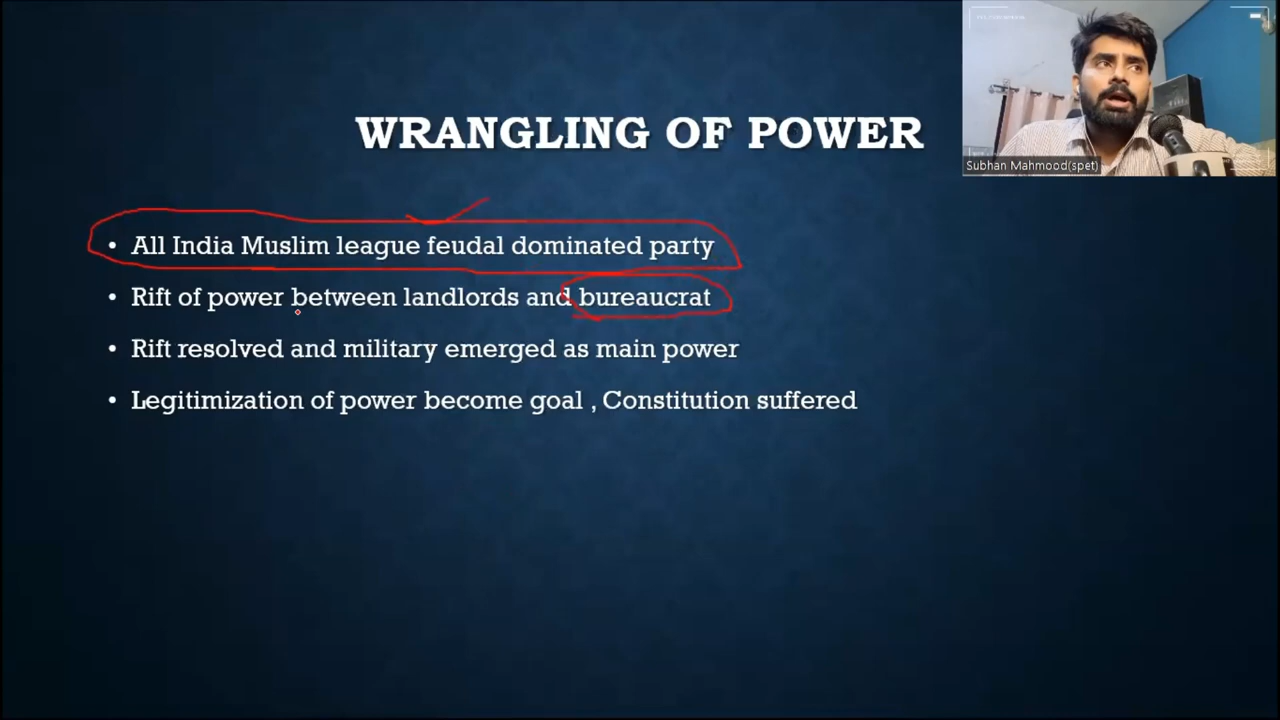 WRANGLING OF POWER
• All India Muslim league feudal dominated party
• Rift of power between landlords and bureaucrat
• Rift resolved and military emerged as main power
• Legitimization of power become goal , Constitution suffered
Subhan Mahmood(spet)